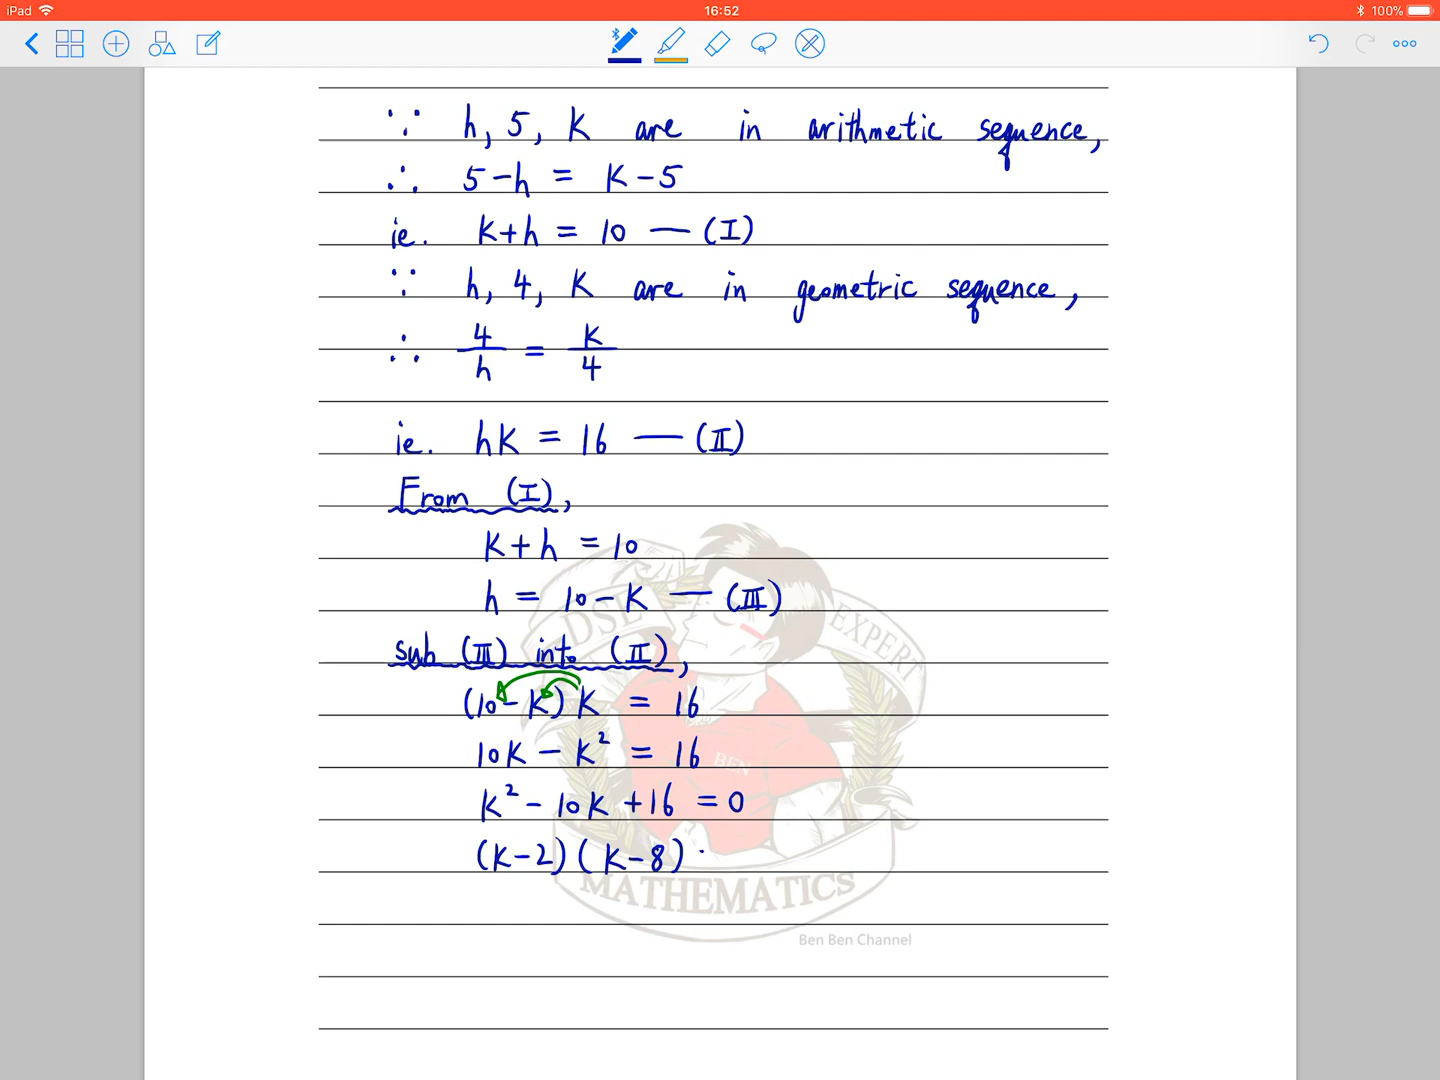 iPad 16:52 100%
∵ h, 5, K are in arithmetic sequence,
∴ 5 - h = K - 5
ie. K + h = 10 — (I)
∵ h, 4, K are in geometric sequence,
∴ 4/h = K/4
ie. hK = 16 — (II)
From (I),
K + h = 10
h = 10 - K — (III)
sub (III) into (II),
(10 - K) K = 16
10K - K² = 16
K² - 10K + 16 = 0
(K - 2)(K - 8)
DSE EXPERT
BEN
MATHEMATICS
Ben Ben Channel